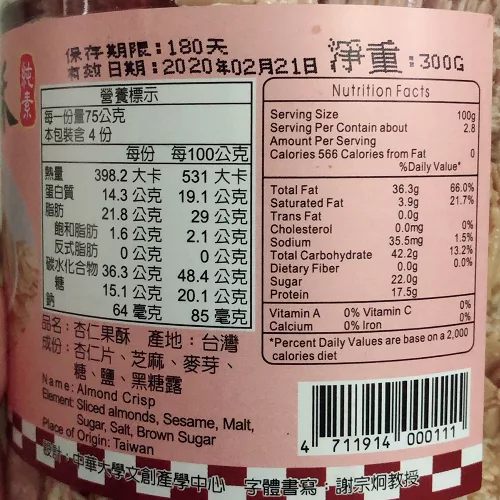 純素
保存期限：180天
有效日期：2020年02月21日
淨重：300G
營養標示
每一份量75公克
本包裝含 4 份
每份 每100公克
熱量 398.2 大卡 531 大卡
蛋白質 14.3 公克 19.1 公克
脂肪 21.8 公克 29 公克
飽和脂肪 1.6 公克 2.1 公克
反式脂肪 0 公克 0 公克
碳水化合物 36.3 公克 48.4 公克
糖 15.1 公克 20.1 公克
鈉 64 毫克 85 毫克
品名：杏仁果酥 產地：台灣
成份：杏仁片、芝麻、麥芽、
糖、鹽、黑糖露
Name: Almond Crisp
Element: Sliced almonds, Sesame, Malt,
Sugar, Salt, Brown Sugar
Place of Origin: Taiwan
設計：中華大學文創產學中心 字體書寫：謝宗炯教授
Nutrition Facts
Serving Size 100g
Serving Per Contain about 2.8
Amount Per Serving
Calories 566 Calories from Fat 0
%Daily Value*
Total Fat 36.3g 66.0%
Saturated Fat 3.9g 21.7%
Trans Fat 0.0g
Cholesterol 0.0mg 0%
Sodium 35.5mg 1.5%
Total Carbohydrate 42.2g 13.2%
Dietary Fiber 0.0g 0.0%
Sugar 22.0g
Protein 17.5g
Vitamin A 0% Vitamin C 0%
Calcium 0% Iron 0%
*Percent Daily Values are base on a 2,000
calories diet
4 711914 000111